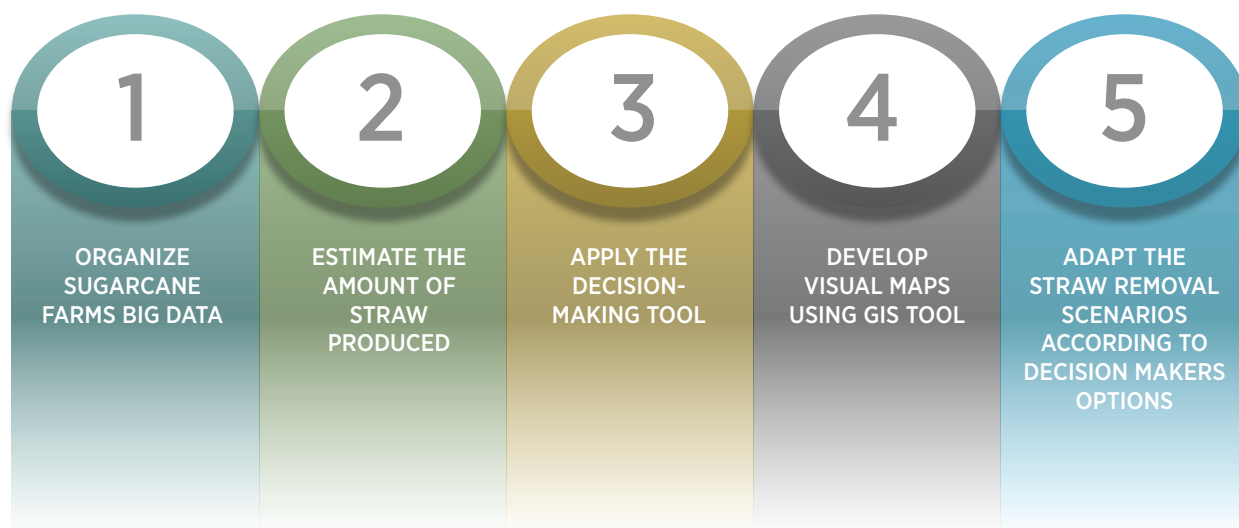 1
ORGANIZE
SUGARCANE
FARMS BIG DATA
2
ESTIMATE THE
AMOUNT OF
STRAW
PRODUCED
3
APPLY THE
DECISION-
MAKING TOOL
4
DEVELOP
VISUAL MAPS
USING GIS TOOL
5
ADAPT THE
STRAW REMOVAL
SCENARIOS
ACCORDING TO
DECISION MAKERS
OPTIONS